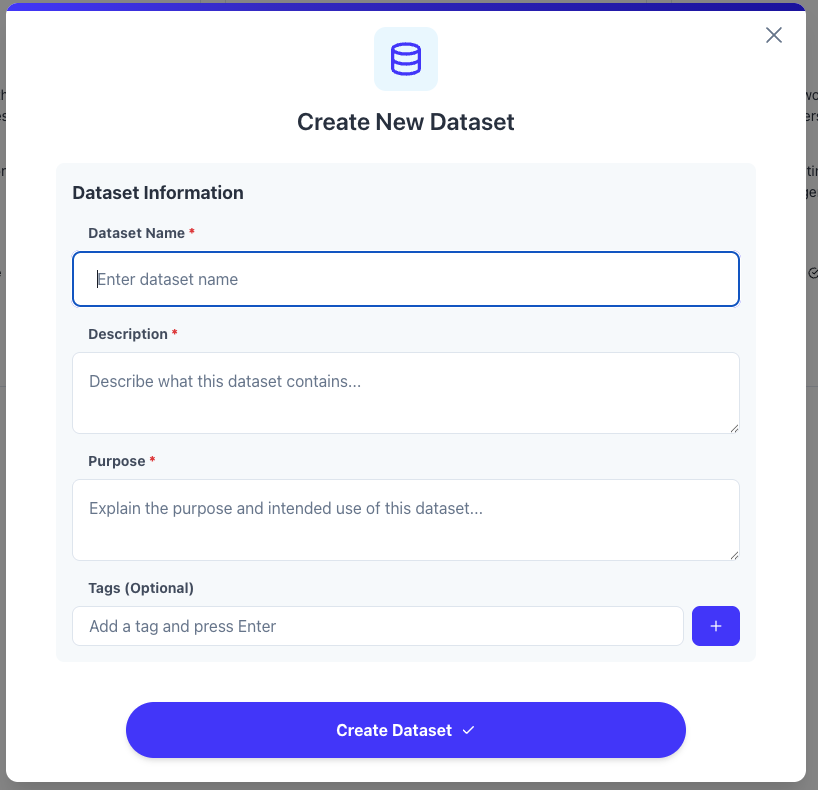 Create New Dataset
Dataset Information
Dataset Name *
Enter dataset name
Description *
Describe what this dataset contains...
Purpose *
Explain the purpose and intended use of this dataset...
Tags (Optional)
Add a tag and press Enter
+
Create Dataset ✓